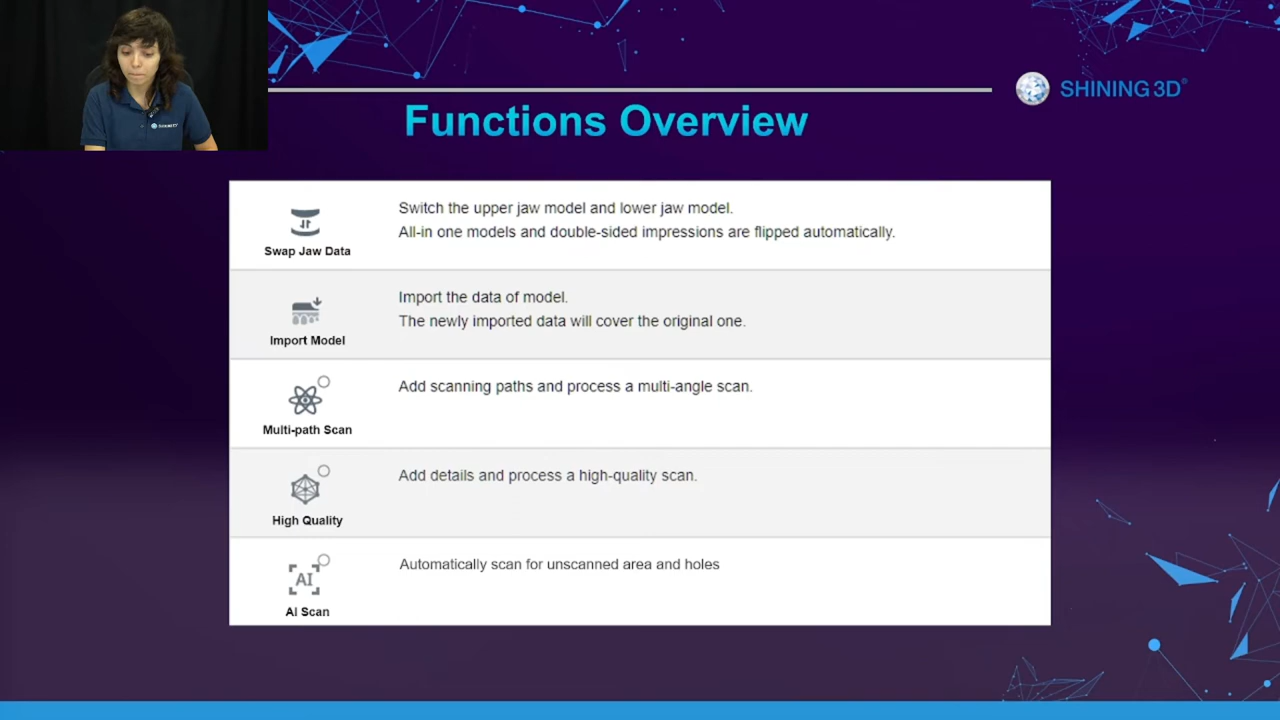 SHINING 3D®
Functions Overview
Switch the upper jaw model and lower jaw model.
All-in one models and double-sided impressions are flipped automatically.
Swap Jaw Data
Import the data of model.
The newly imported data will cover the original one.
Import Model
Add scanning paths and process a multi-angle scan.
Multi-path Scan
Add details and process a high-quality scan.
High Quality
Automatically scan for unscanned area and holes
AI
AI Scan